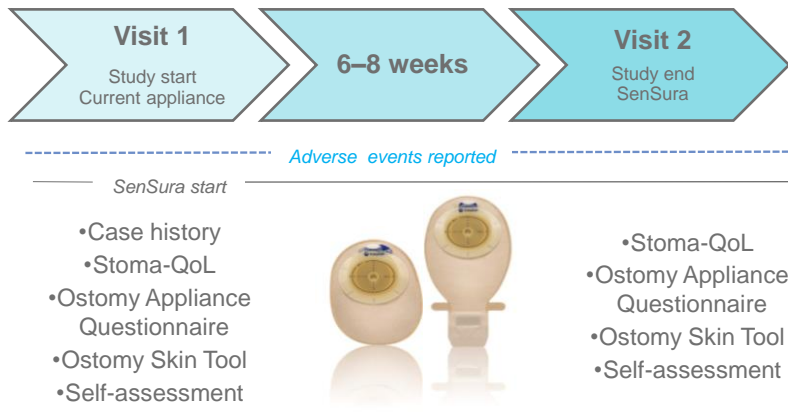 Visit 1
Study start
Current appliance
6–8 weeks
Visit 2
Study end
SenSura
Adverse events reported
SenSura start
•Case history
•Stoma-QoL
•Ostomy Appliance
Questionnaire
•Ostomy Skin Tool
•Self-assessment
•Stoma-QoL
•Ostomy Appliance
Questionnaire
•Ostomy Skin Tool
•Self-assessment